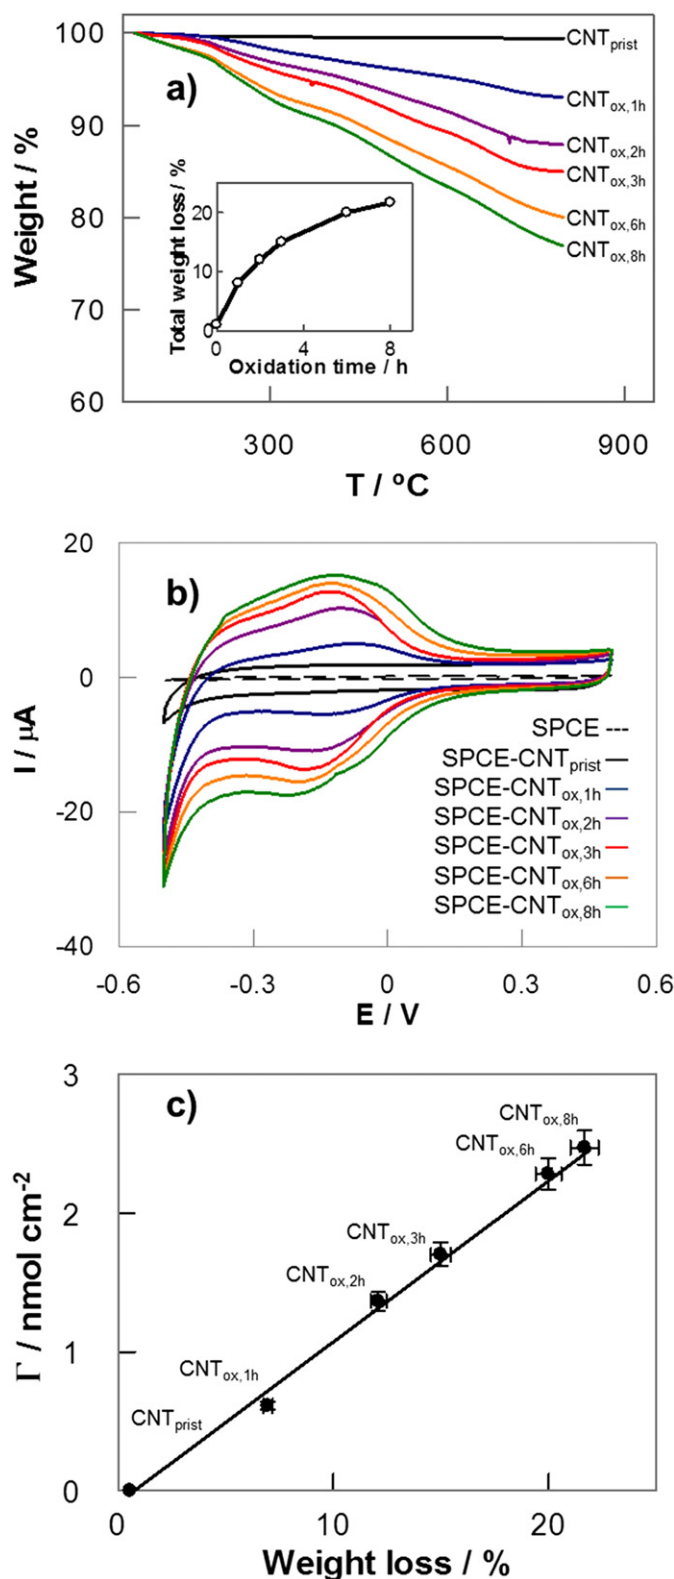 100
90
80
70
60
Weight / %
a)
CNTprist
CNTox,1h
CNTox,2h
CNTox,3h
CNTox,6h
CNTox,8h
Total weight loss / %
20
10
0
0 4 8
Oxidation time / h
300 600 900
T / ºC
20
0
-20
-40
I / μA
b)
SPCE ---
SPCE-CNTprist
SPCE-CNTox,1h
SPCE-CNTox,2h
SPCE-CNTox,3h
SPCE-CNTox,6h
SPCE-CNTox,8h
-0.6 -0.3 0 0.3 0.6
E / V
3
2
1
0
Γ / nmol cm-2
c)
CNTox,8h
CNTox,6h
CNTox,3h
CNTox,2h
CNTox,1h
CNTprist
0 10 20
Weight loss / %